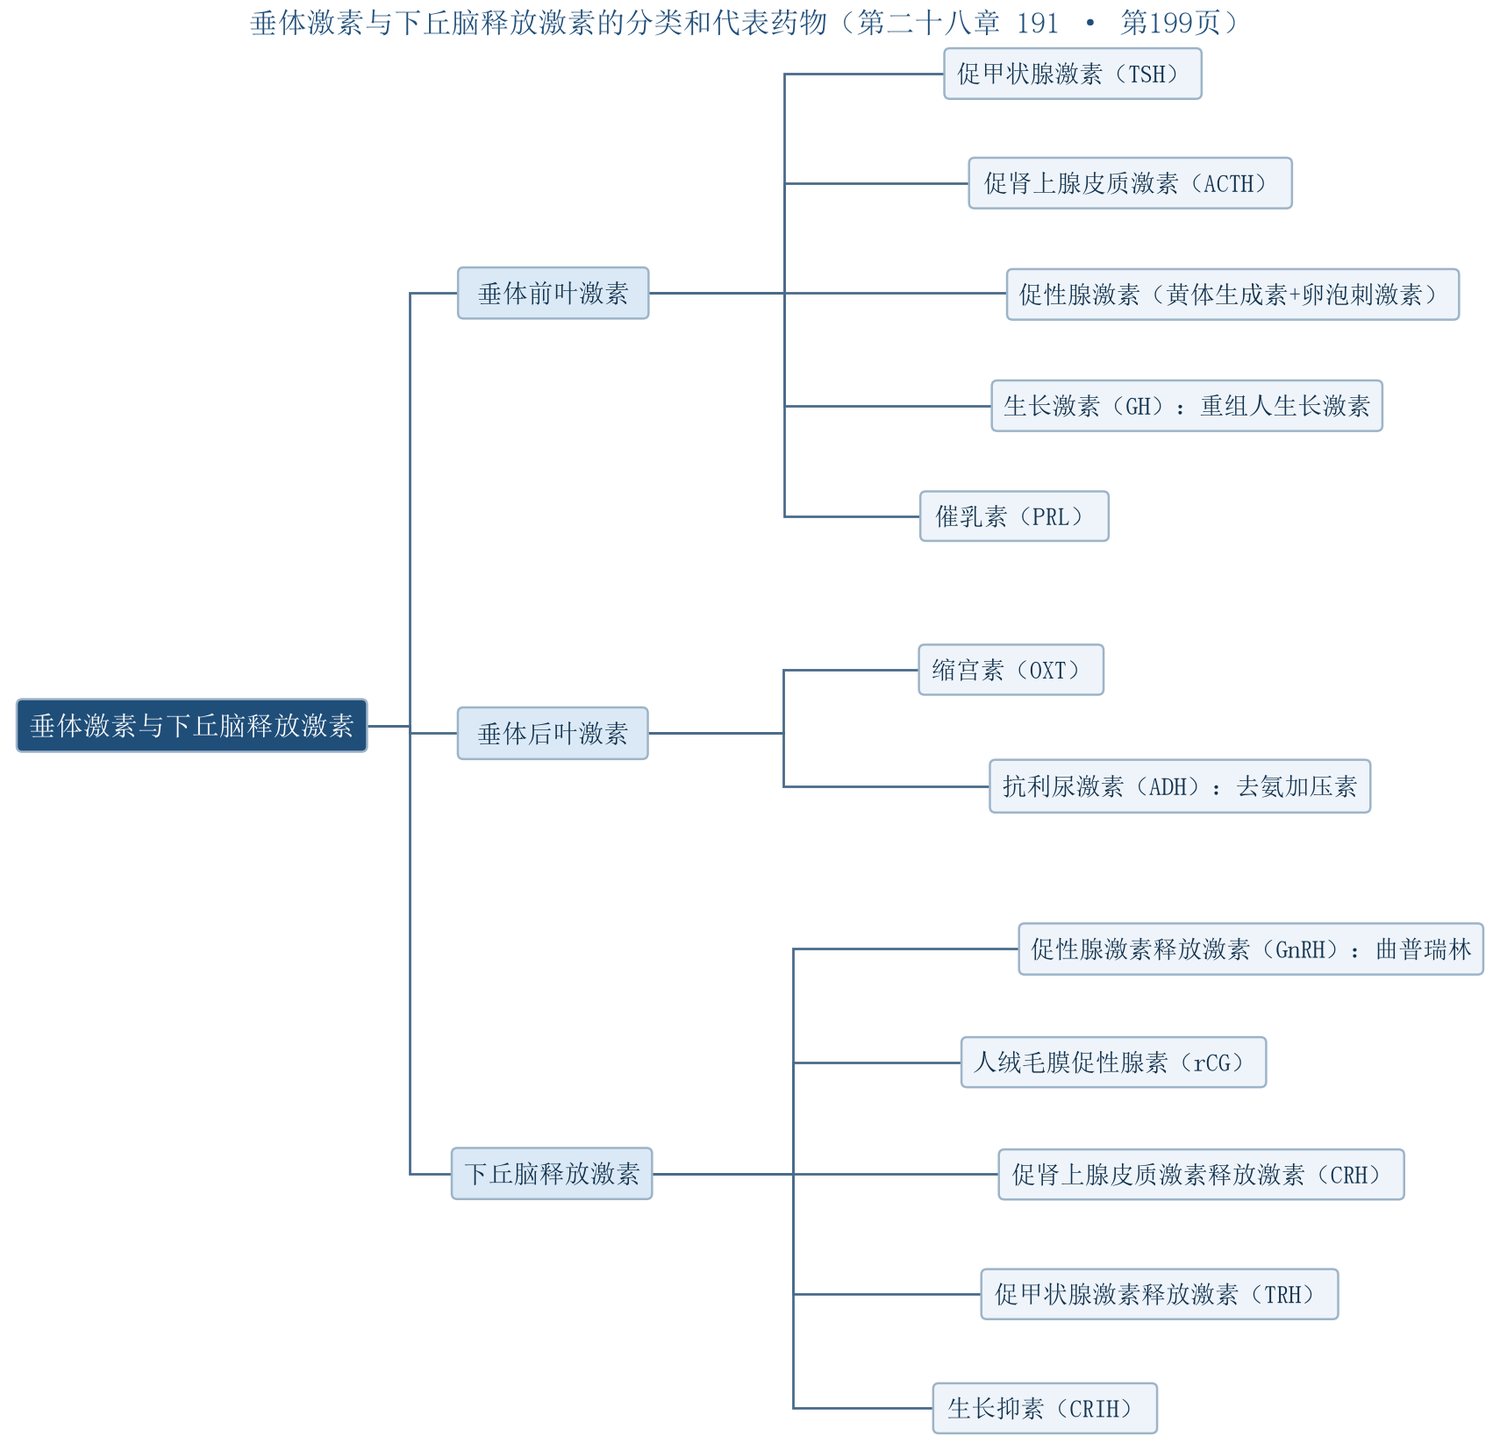 垂体激素与下丘脑释放激素的分类和代表药物（第二十八章 191 • 第199页）
垂体激素与下丘脑释放激素
垂体前叶激素
促甲状腺激素（TSH）
促肾上腺皮质激素（ACTH）
促性腺激素（黄体生成素+卵泡刺激素）
生长激素（GH）：重组人生长激素
催乳素（PRL）
垂体后叶激素
缩宫素（OXT）
抗利尿激素（ADH）：去氨加压素
下丘脑释放激素
促性腺激素释放激素（GnRH）：曲普瑞林
人绒毛膜促性腺素（rCG）
促肾上腺皮质激素释放激素（CRH）
促甲状腺激素释放激素（TRH）
生长抑素（CRIH）